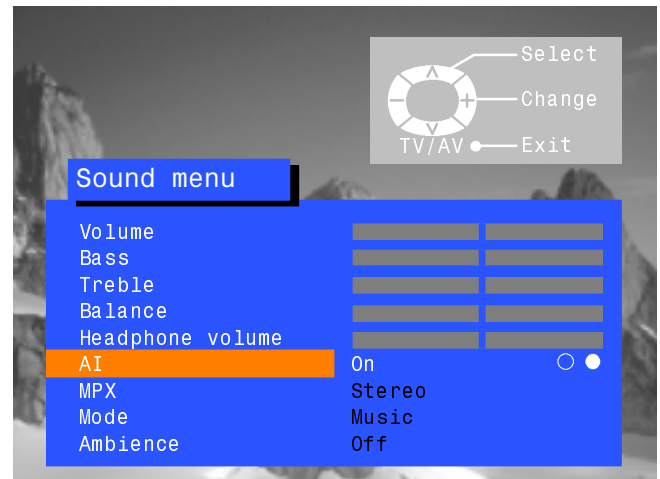 Select
Change
TV/AV Exit
Sound menu
Volume
Bass
Treble
Balance
Headphone volume
AI On
MPX Stereo
Mode Music
Ambience Off